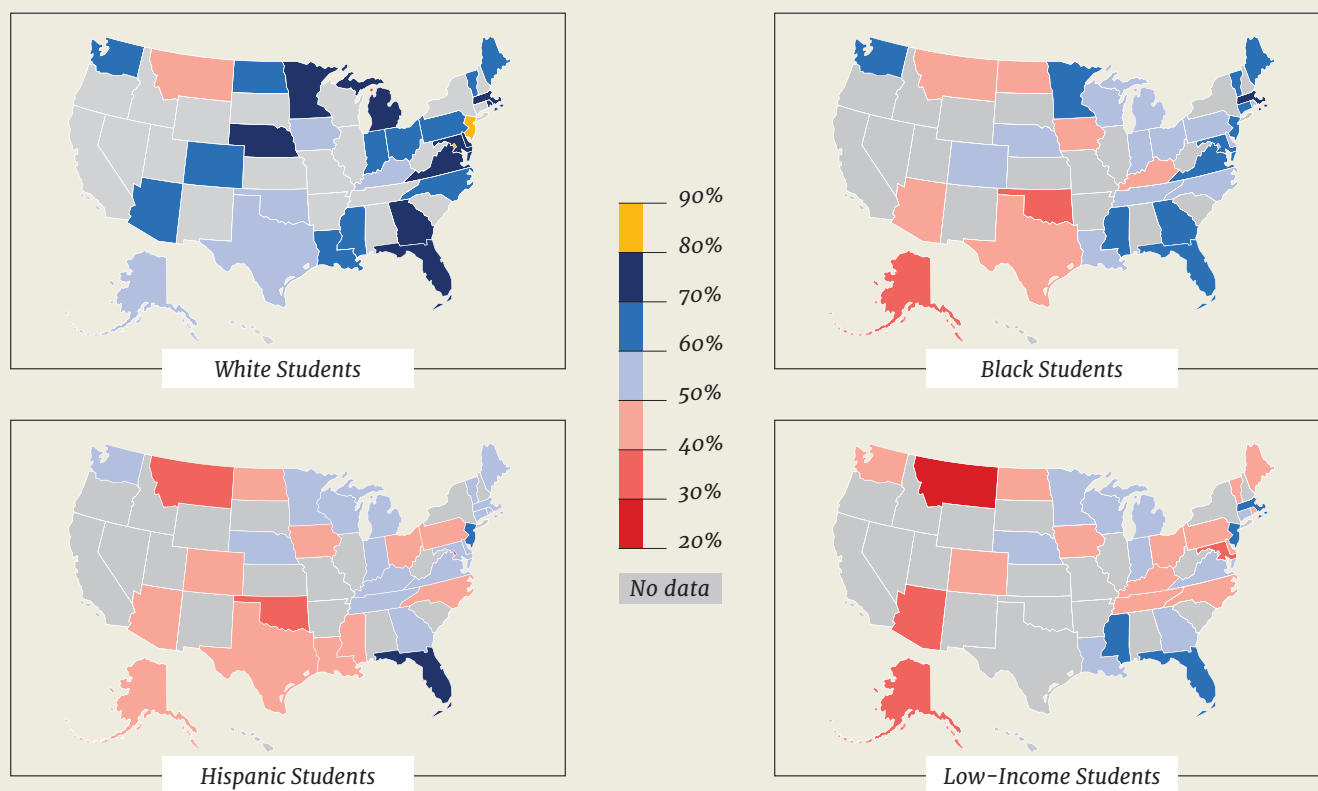 White Students
90%
80%
70%
60%
50%
40%
30%
20%
No data
Black Students
Hispanic Students
Low-Income Students